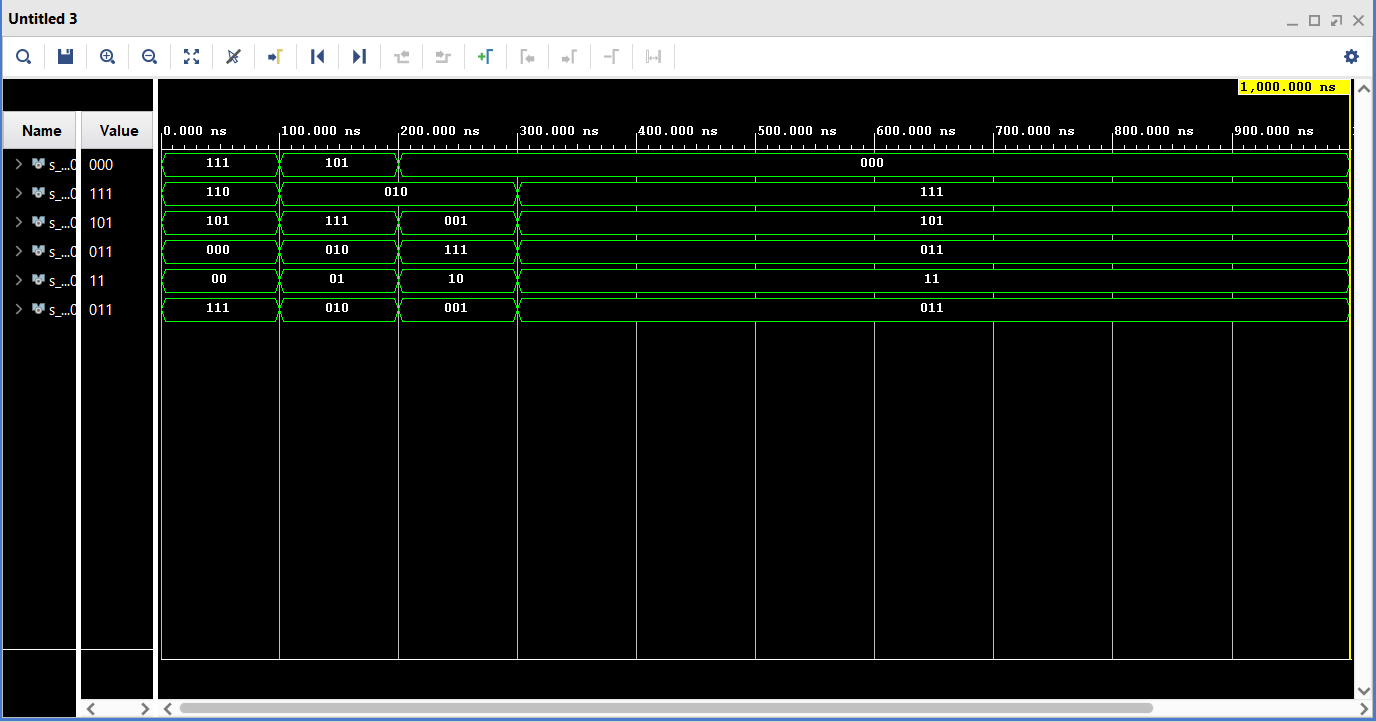 Untitled 3
1,000.000 ns
Name Value 0.000 ns 100.000 ns 200.000 ns 300.000 ns 400.000 ns 500.000 ns 600.000 ns 700.000 ns 800.000 ns 900.000 ns
s_...0 000 111 101 000
s_...0 111 110 010 111
s_...0 101 101 111 001 101
s_...0 011 000 010 111 011
s_...0 11 00 01 10 11
s_...0 011 111 010 001 011